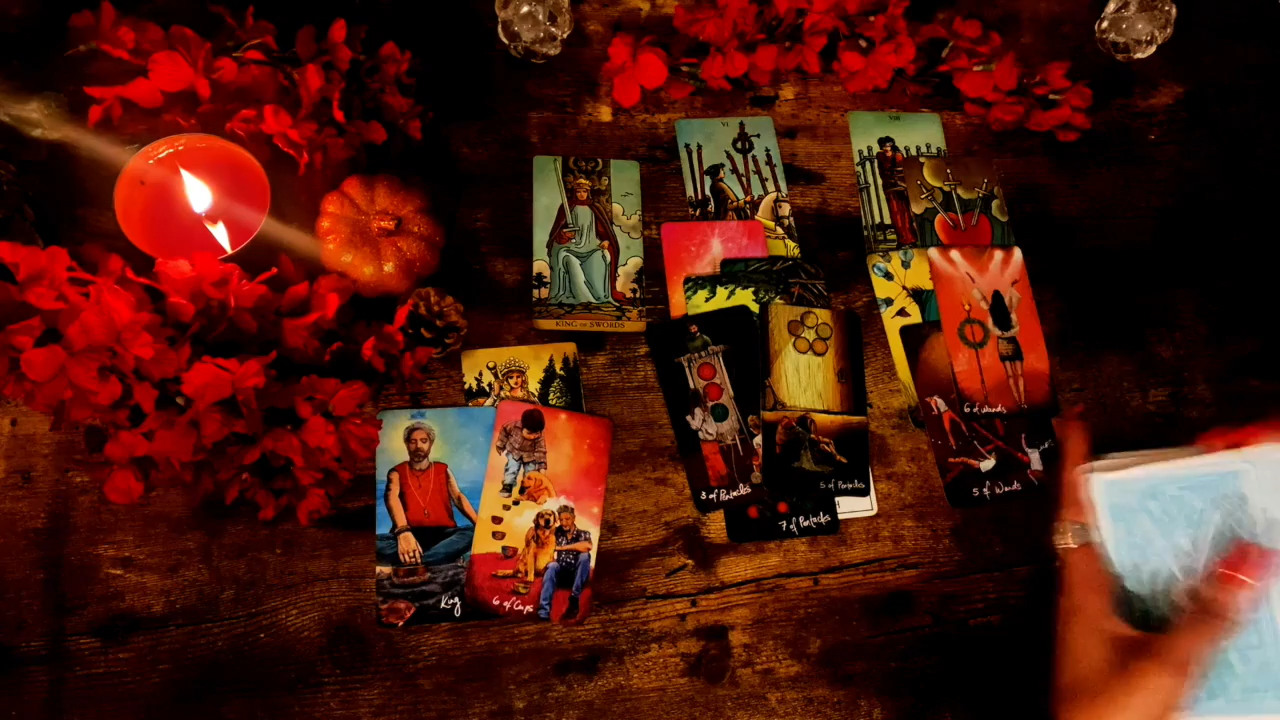 VI
VIII
KING OF SWORDS
6 of wands
3 of Pentacles
5 of Pentacles
5 of Wands
7 of Pentacles
King
6 of Cups